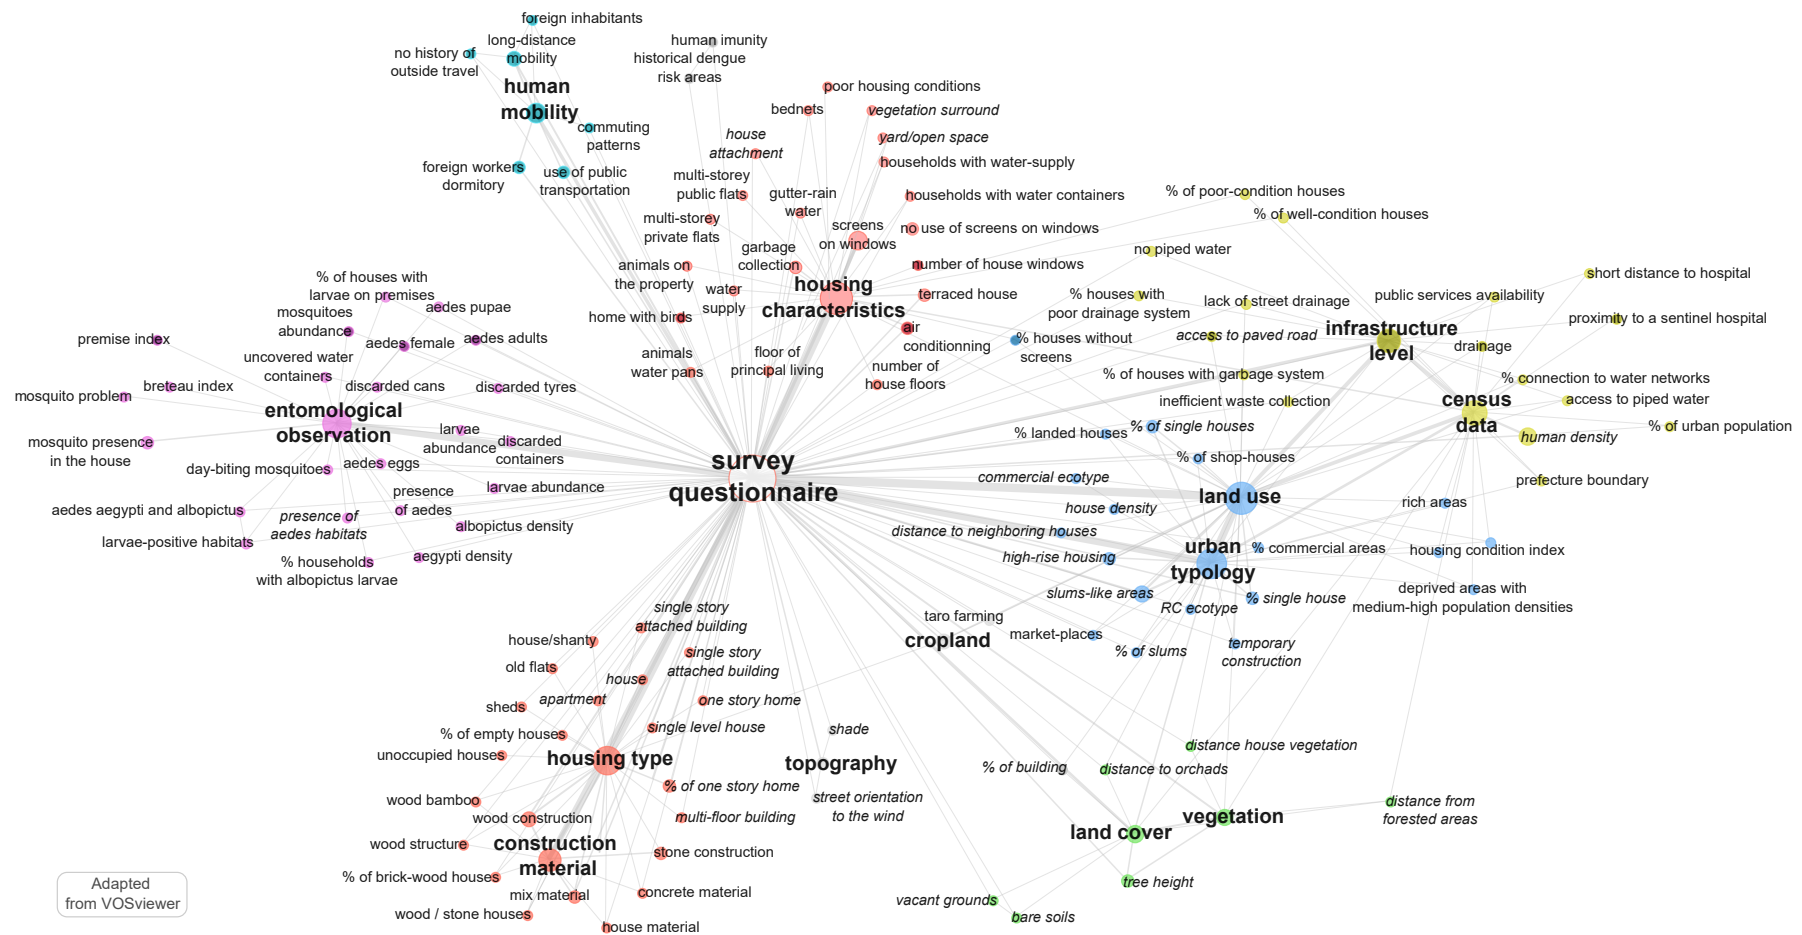 foreign inhabitants
long-distance
mobility
no history of
outside travel
human
mobility
commuting
patterns
foreign workers
dormitory
use of public
transportation
human imunity
historical dengue
risk areas
poor housing conditions
bednets
vegetation surround
house
attachment
yard/open space
households with water-supply
multi-storey
public flats
gutter-rain
water
households with water containers
multi-storey
private flats
screens
on windows
no use of screens on windows
garbage
collection
animals on
the property
number of house windows
housing
characteristics
water
supply
terraced house
home with birds
air
conditionning
animals
water pans
floor of
principal living
number of
house floors
% of poor-condition houses
% of well-condition houses
no piped water
short distance to hospital
% houses with
poor drainage system
lack of street drainage
public services availability
proximity to a sentinel hospital
access to paved road
infrastructure
level
drainage
% houses without
screens
% of houses with garbage system
% connection to water networks
inefficient waste collection
census
data
access to piped water
% of urban population
human density
prefecture boundary
% of houses with
larvae on premises
mosquitoes
abundance
aedes pupae
premise index
aedes female
aedes adults
uncovered water
containers
breteau index
discarded cans
discarded tyres
mosquito problem
entomological
observation
larvae
abundance
discarded
containers
mosquito presence
in the house
day-biting mosquitoes
aedes eggs
larvae abundance
presence
of aedes
aedes aegypti and albopictus
presence of
aedes habitats
albopictus density
larvae-positive habitats
% households
with albopictus larvae
aegypti density
survey
questionnaire
% landed houses
% of single houses
% of shop-houses
commercial ecotype
land use
rich areas
house density
distance to neighboring houses
urban
typology
% commercial areas
housing condition index
high-rise housing
slums-like areas
RC ecotype
% single house
deprived areas with
medium-high population densities
taro farming
cropland
market-places
% of slums
temporary
construction
single story
attached building
house/shanty
single story
attached building
old flats
house
apartment
one story home
sheds
single level house
% of empty houses
unoccupied houses
housing type
% of one story home
wood bamboo
wood construction
multi-floor building
wood structure
construction
material
stone construction
% of brick-wood houses
mix material
concrete material
wood / stone houses
house material
shade
topography
street orientation
to the wind
distance house vegetation
% of building
distance to orchads
distance from
forested areas
vegetation
land cover
tree height
vacant grounds
bare soils
Adapted
from VOSviewer